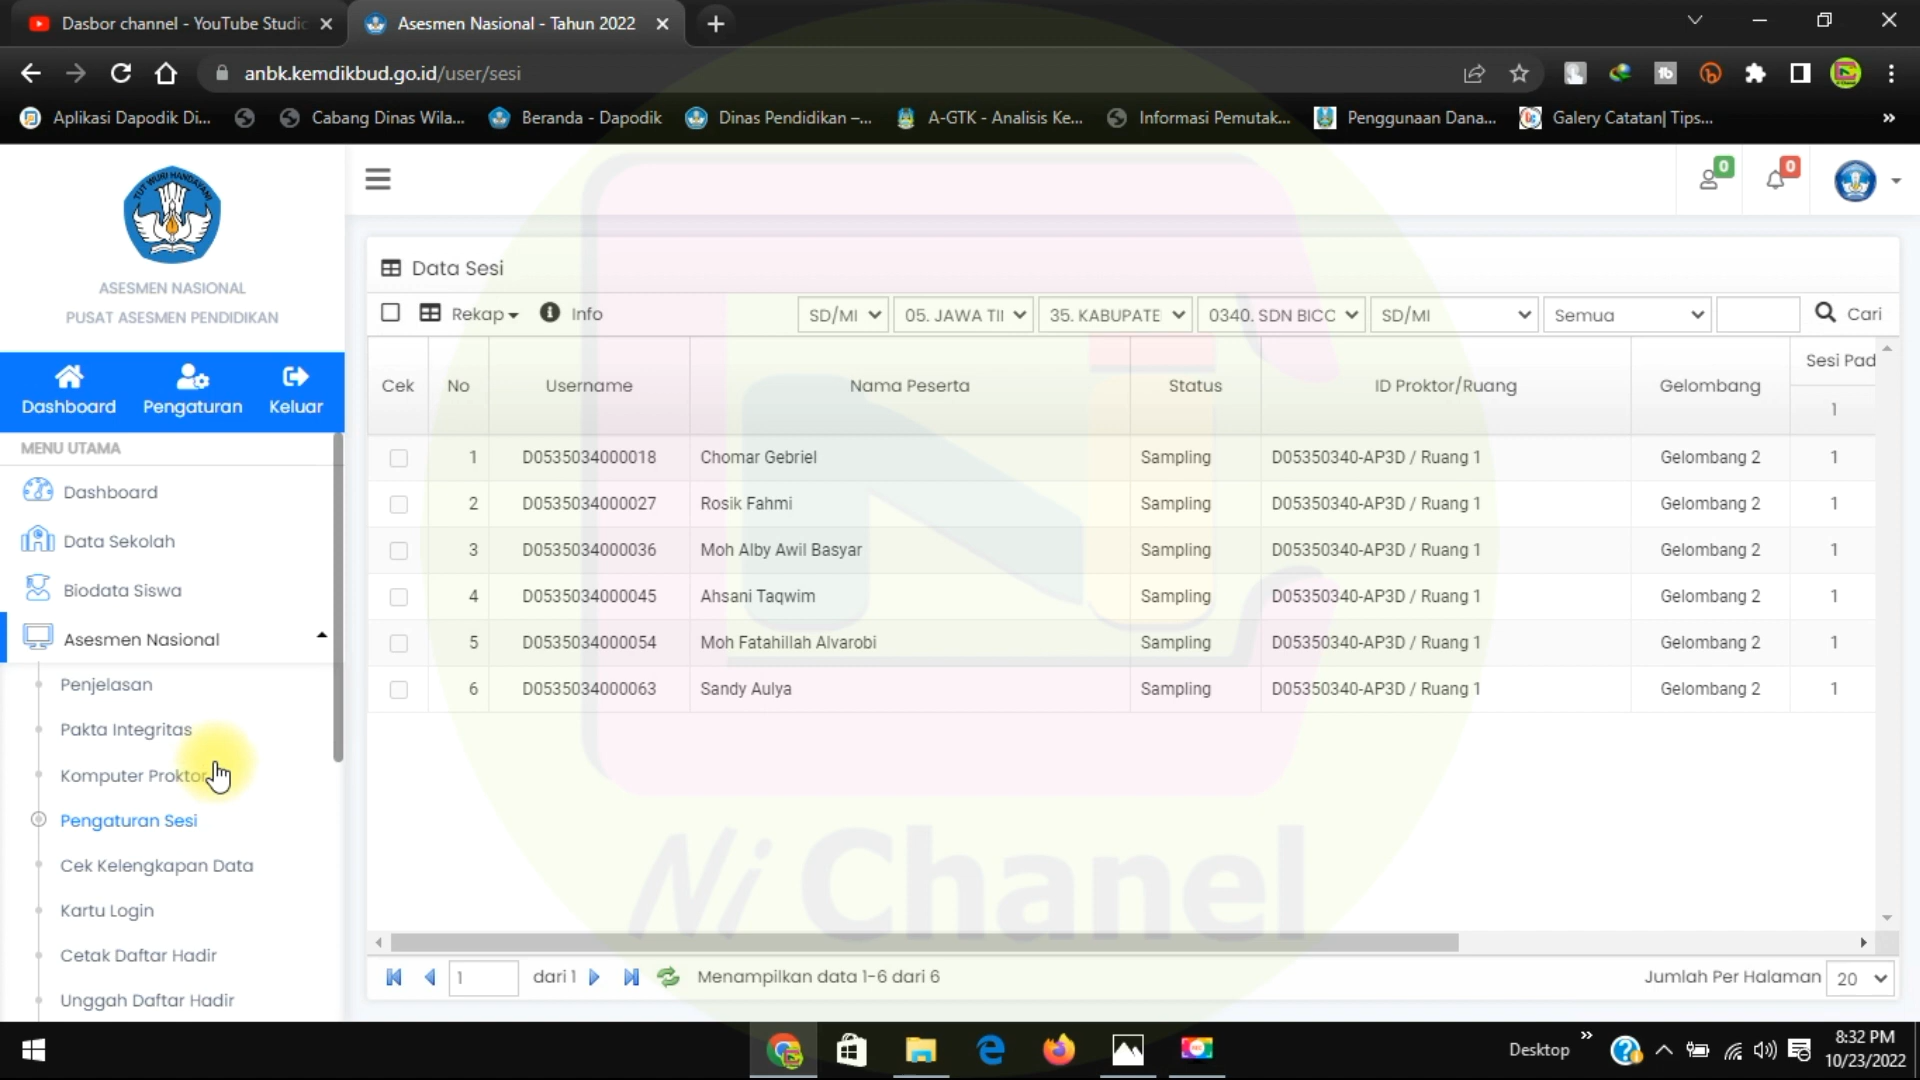 Dasbor channel - YouTube Studio
Asesmen Nasional - Tahun 2022
anbk.kemdikbud.go.id/user/sesi
Aplikasi Dapodik Di...
Cabang Dinas Wila...
Beranda - Dapodik
Dinas Pendidikan –...
A-GTK - Analisis Ke...
Informasi Pemutak...
Penggunaan Dana...
Galery Catatan| Tips...
»
TUT WURI HANDAYANI
ASESMEN NASIONAL
PUSAT ASESMEN PENDIDIKAN
0
0
Dashboard
Pengaturan
Keluar
MENU UTAMA
Dashboard
Data Sekolah
Biodata Siswa
Asesmen Nasional
Penjelasan
Pakta Integritas
Komputer Proktor
Pengaturan Sesi
Cek Kelengkapan Data
Kartu Login
Cetak Daftar Hadir
Unggah Daftar Hadir
Data Sesi
Rekap Info SD/MI 05. JAWA TII 35. KABUPATE 0340. SDN BICC SD/MI Semua Cari
Cek No Username Nama Peserta Status ID Proktor/Ruang Gelombang Sesi Pad
1
1 D0535034000018 Chomar Gebriel Sampling D05350340-AP3D / Ruang 1 Gelombang 2 1
2 D0535034000027 Rosik Fahmi Sampling D05350340-AP3D / Ruang 1 Gelombang 2 1
3 D0535034000036 Moh Alby Awil Basyar Sampling D05350340-AP3D / Ruang 1 Gelombang 2 1
4 D0535034000045 Ahsani Taqwim Sampling D05350340-AP3D / Ruang 1 Gelombang 2 1
5 D0535034000054 Moh Fatahillah Alvarobi Sampling D05350340-AP3D / Ruang 1 Gelombang 2 1
6 D0535034000063 Sandy Aulya Sampling D05350340-AP3D / Ruang 1 Gelombang 2 1
Ni Chanel
1 dari 1 Menampilkan data 1-6 dari 6 Jumlah Per Halaman 20
Desktop »
8:32 PM
10/23/2022